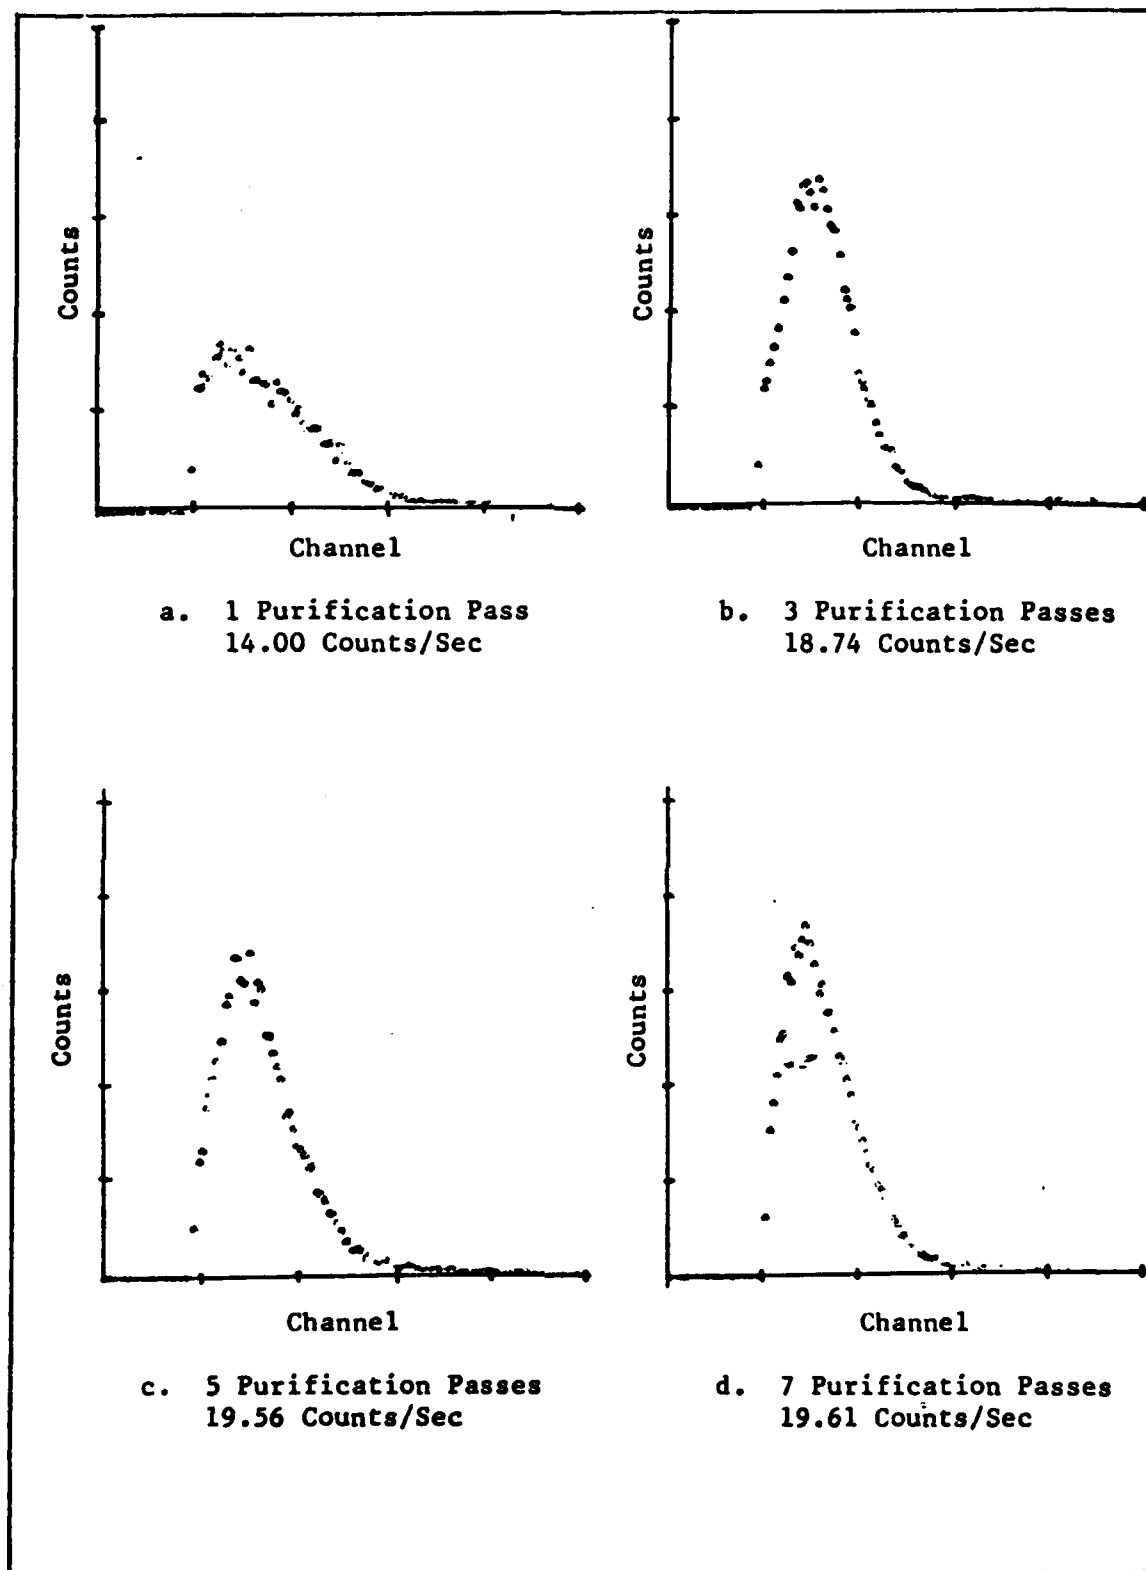 Counts
Channel
a. 1 Purification Pass
14.00 Counts/Sec
Counts
Channel
b. 3 Purification Passes
18.74 Counts/Sec
Counts
Channel
c. 5 Purification Passes
19.56 Counts/Sec
Counts
Channel
d. 7 Purification Passes
19.61 Counts/Sec